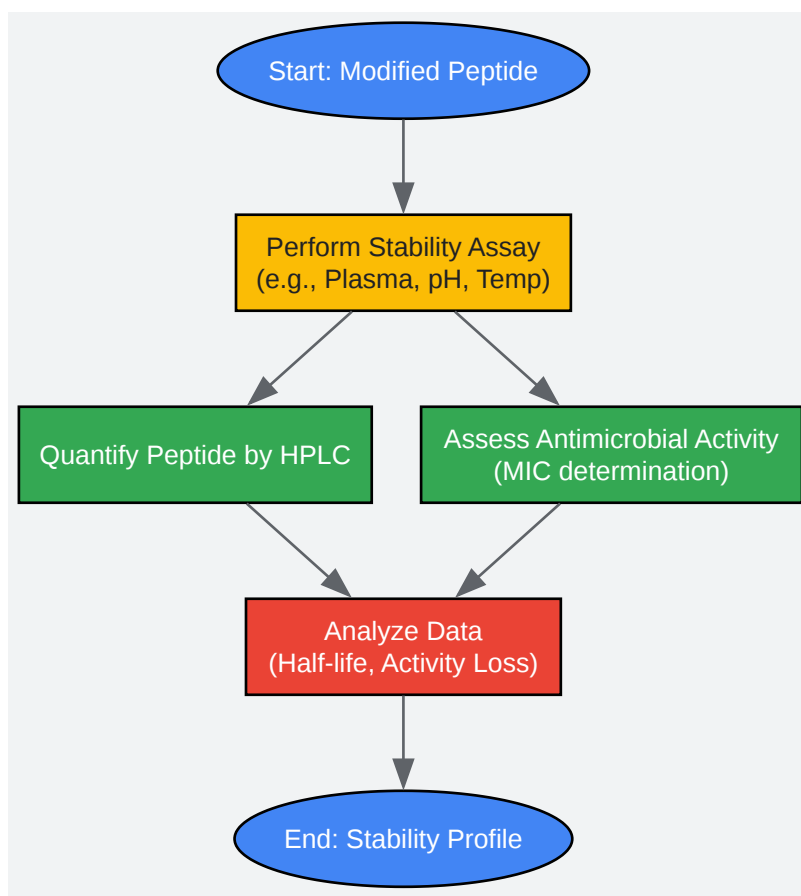 Start: Modified Peptide
Perform Stability Assay
(e.g., Plasma, pH, Temp)
Quantify Peptide by HPLC
Assess Antimicrobial Activity
(MIC determination)
Analyze Data
(Half-life, Activity Loss)
End: Stability Profile